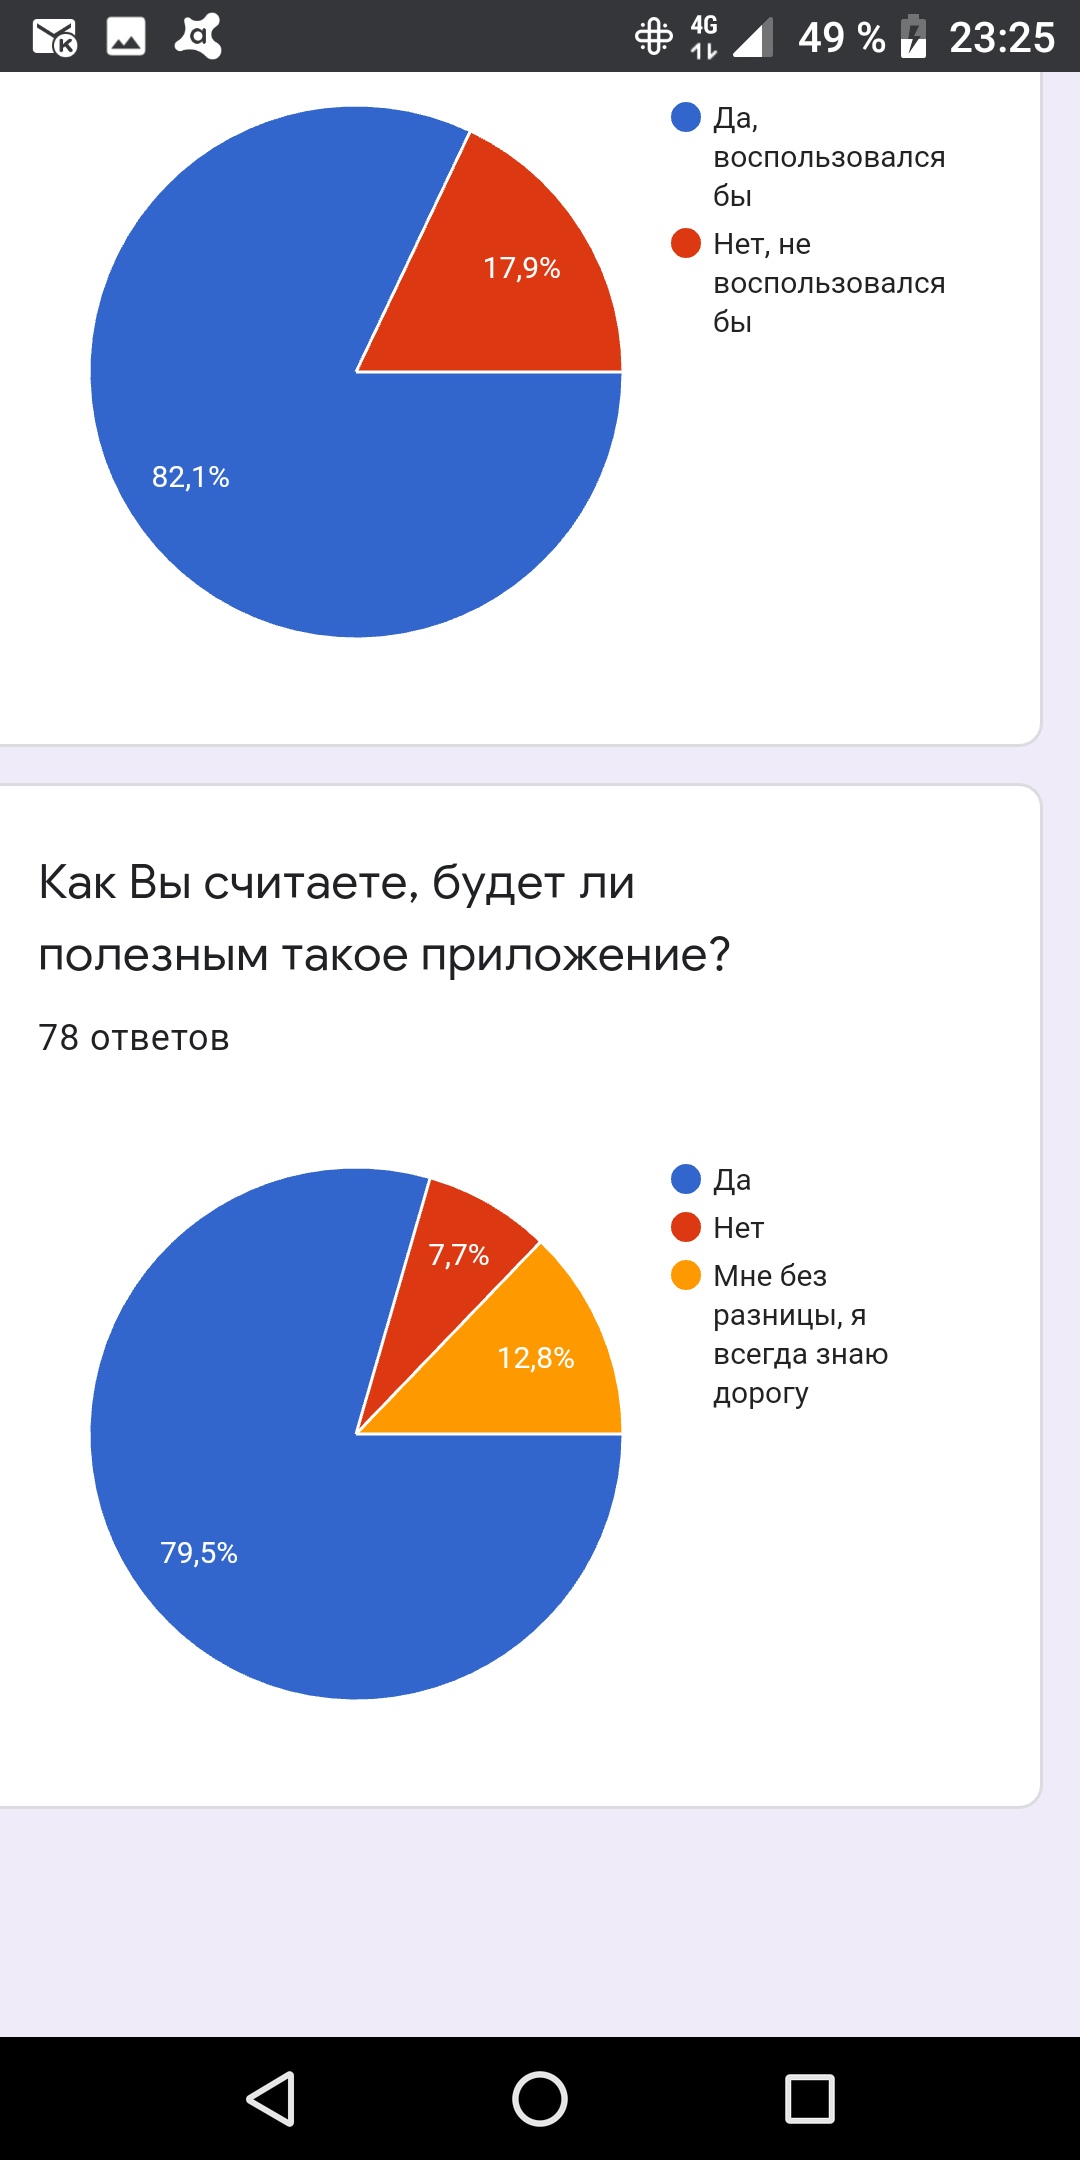 4G
49 %
23:25
Да,
воспользовался
бы
Нет, не
воспользовался
бы
17,9%
82,1%
Как Вы считаете, будет ли
полезным такое приложение?
78 ответов
Да
Нет
Мне без
разницы, я
всегда знаю
дорогу
7,7%
12,8%
79,5%